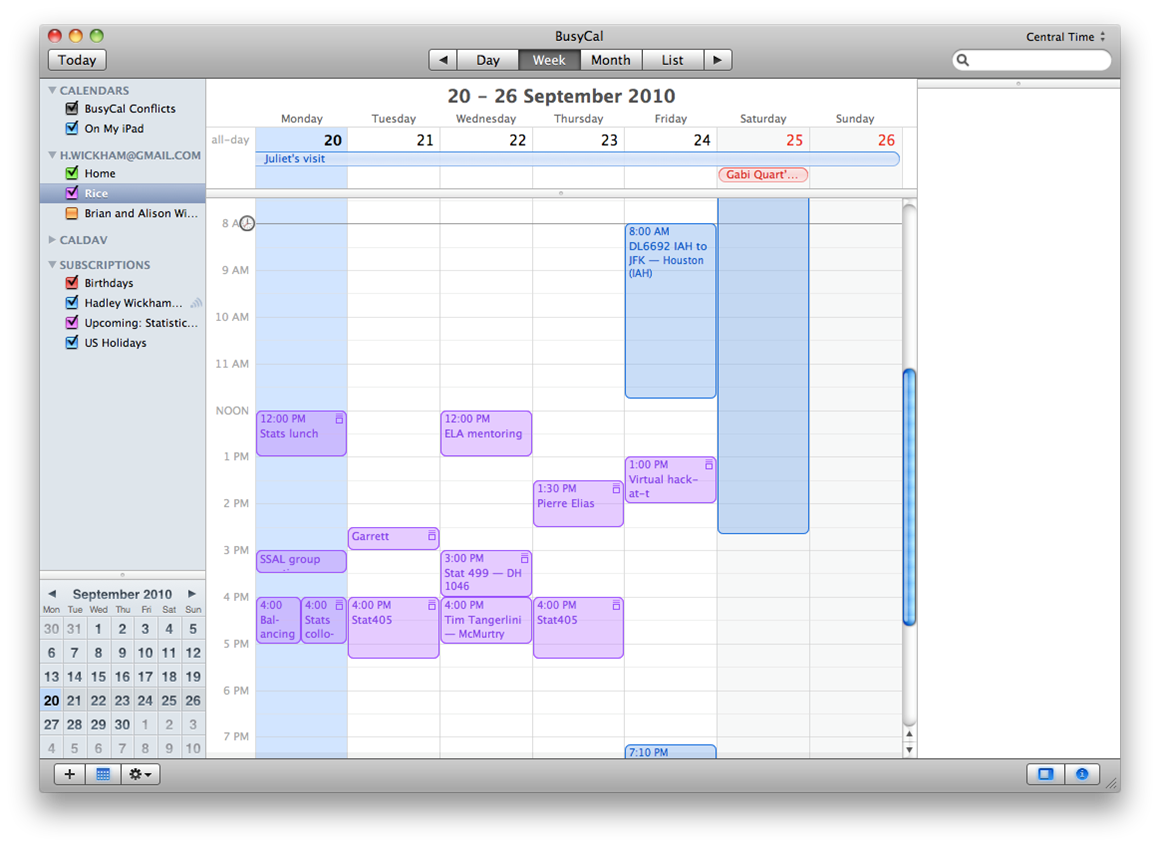 BusyCal
Central Time
Today
Day
Week
Month
List
CALENDARS
BusyCal Conflicts
On My iPad
H.WICKHAM@GMAIL.COM
Home
Rice
Brian and Alison Wi...
CALDAV
SUBSCRIPTIONS
Birthdays
Hadley Wickham...
Upcoming: Statistic...
US Holidays
September 2010
Mon Tue Wed Thu Fri Sat Sun
30 31 1 2 3 4 5
6 7 8 9 10 11 12
13 14 15 16 17 18 19
20 21 22 23 24 25 26
27 28 29 30 1 2 3
4 5 6 7 8 9 10
20 – 26 September 2010
Monday Tuesday Wednesday Thursday Friday Saturday Sunday
all-day 20 21 22 23 24 25 26
Juliet's visit
Gabi Quart'...
8 A
9 AM
10 AM
11 AM
NOON
1 PM
2 PM
3 PM
4 PM
5 PM
6 PM
7 PM
12:00 PM
Stats lunch
SSAL group
4:00
Bal-
ancing
4:00
Stats
collo-
Garrett
4:00 PM
Stat405
12:00 PM
ELA mentoring
3:00 PM
Stat 499 — DH
1046
4:00 PM
Tim Tangerlini
— McMurtry
1:30 PM
Pierre Elias
4:00 PM
Stat405
8:00 AM
DL6692 IAH to
JFK — Houston
(IAH)
1:00 PM
Virtual hack-
at-t
7:10 PM